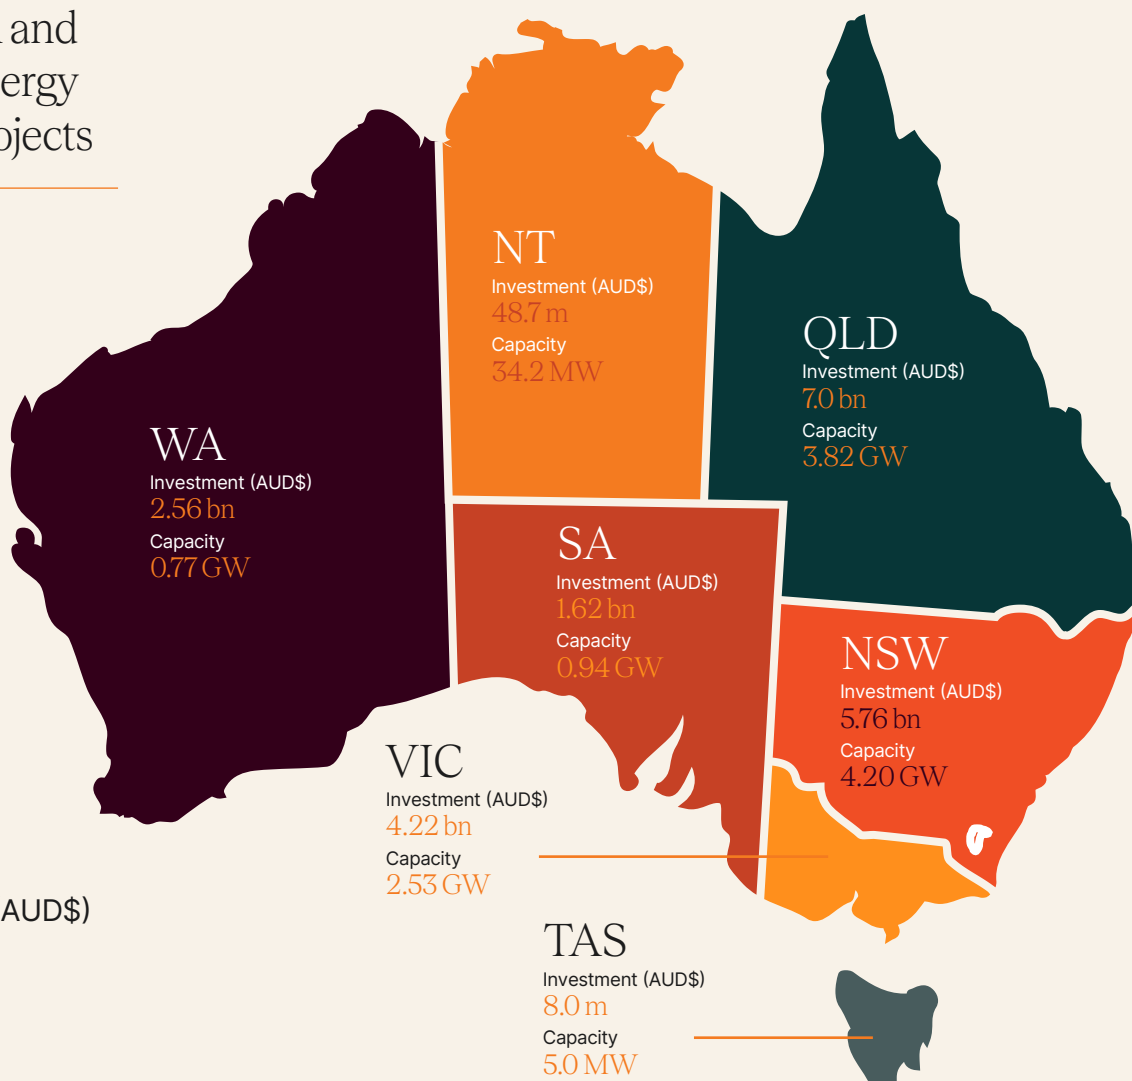 and
ergy
ojects
NT
Investment (AUD$)
48.7 m
Capacity
34.2 MW
QLD
Investment (AUD$)
7.0 bn
Capacity
3.82 GW
WA
Investment (AUD$)
2.56 bn
Capacity
0.77 GW
SA
Investment (AUD$)
1.62 bn
Capacity
0.94 GW
NSW
Investment (AUD$)
5.76 bn
Capacity
4.20 GW
VIC
Investment (AUD$)
4.22 bn
Capacity
2.53 GW
AUD$)
TAS
Investment (AUD$)
8.0 m
Capacity
5.0 MW